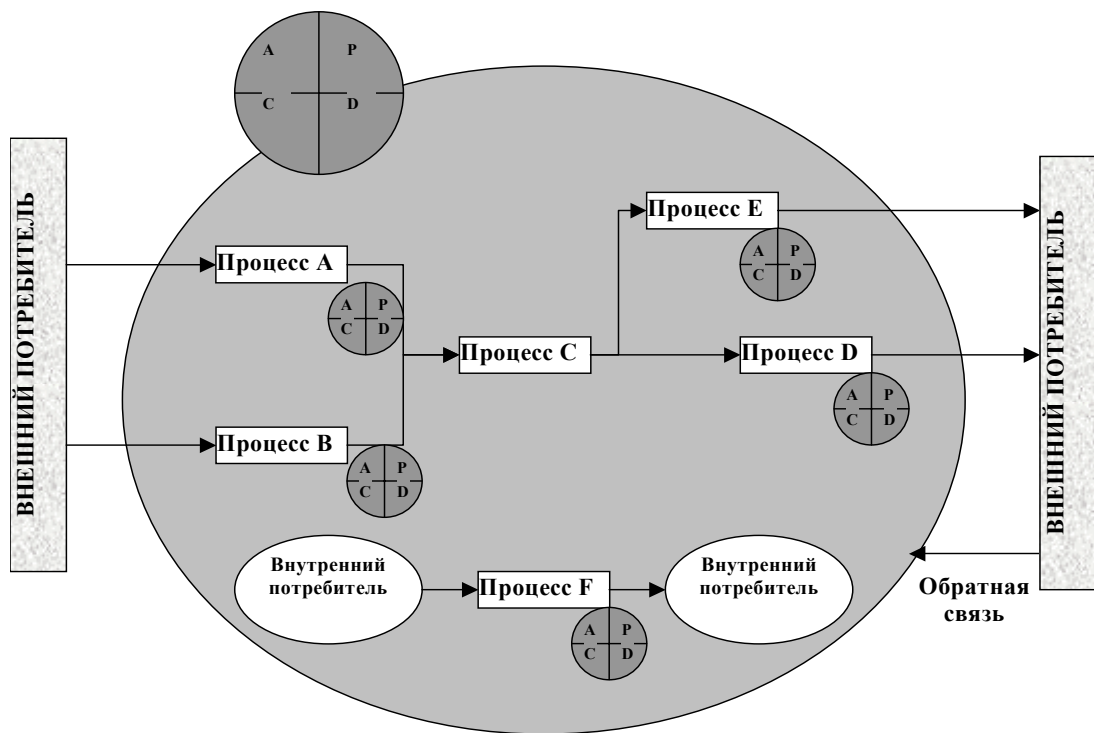 A P
C D
ВНЕШНИЙ ПОТРЕБИТЕЛЬ
Процесс A
A P
C D
Процесс B
A P
C D
Процесс C
Процесс E
A P
C D
Процесс D
A P
C D
Внутренний
потребитель
Процесс F
A P
C D
Внутренний
потребитель
ВНЕШНИЙ ПОТРЕБИТЕЛЬ
Обратная
связь